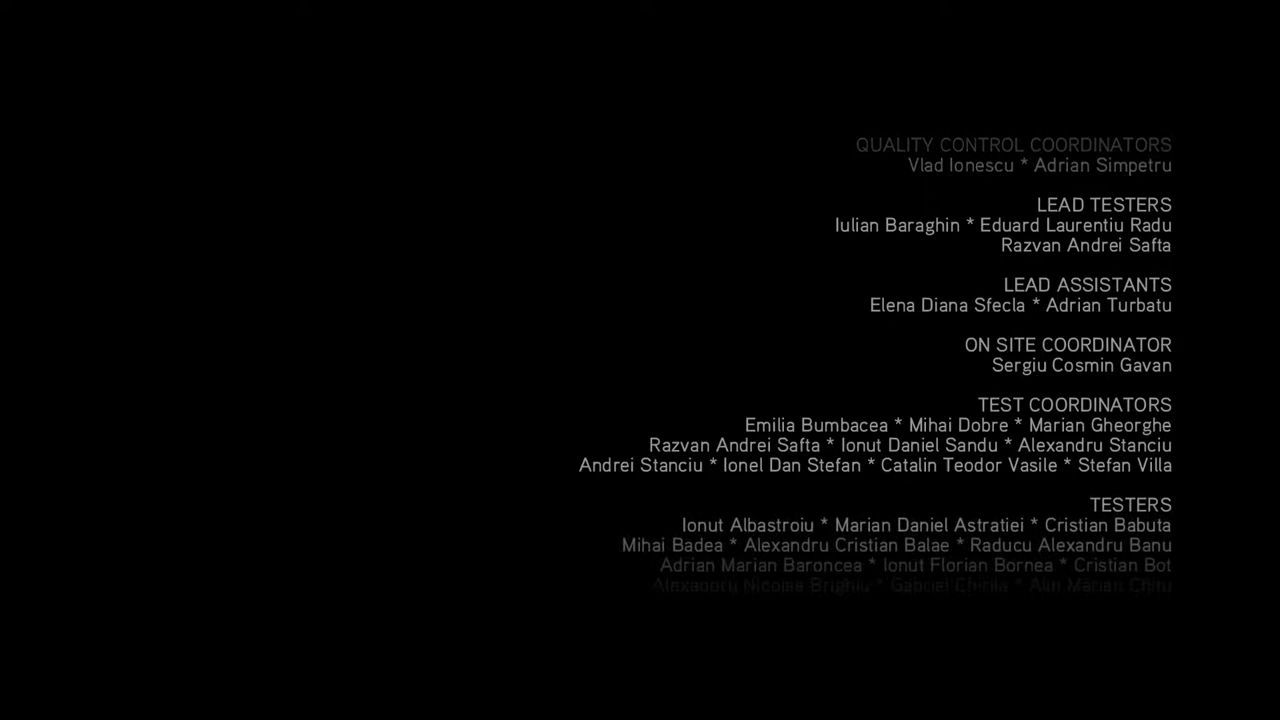 QUALITY CONTROL COORDINATORS
Vlad Ionescu * Adrian Simpetru
LEAD TESTERS
Iulian Baraghin * Eduard Laurentiu Radu
Razvan Andrei Safta
LEAD ASSISTANTS
Elena Diana Sfecla * Adrian Turbatu
ON SITE COORDINATOR
Sergiu Cosmin Gavan
TEST COORDINATORS
Emilia Bumbacea * Mihai Dobre * Marian Gheorghe
Razvan Andrei Safta * Ionut Daniel Sandu * Alexandru Stanciu
Andrei Stanciu * Ionel Dan Stefan * Catalin Teodor Vasile * Stefan Villa
TESTERS
Ionut Albastroiu * Marian Daniel Astratiei * Cristian Babuta
Mihai Badea * Alexandru Cristian Balae * Raducu Alexandru Banu
Adrian Marian Baroncea * Ionut Florian Bornea * Cristian Bot
Nicolae * Gabriel * Alin Marian